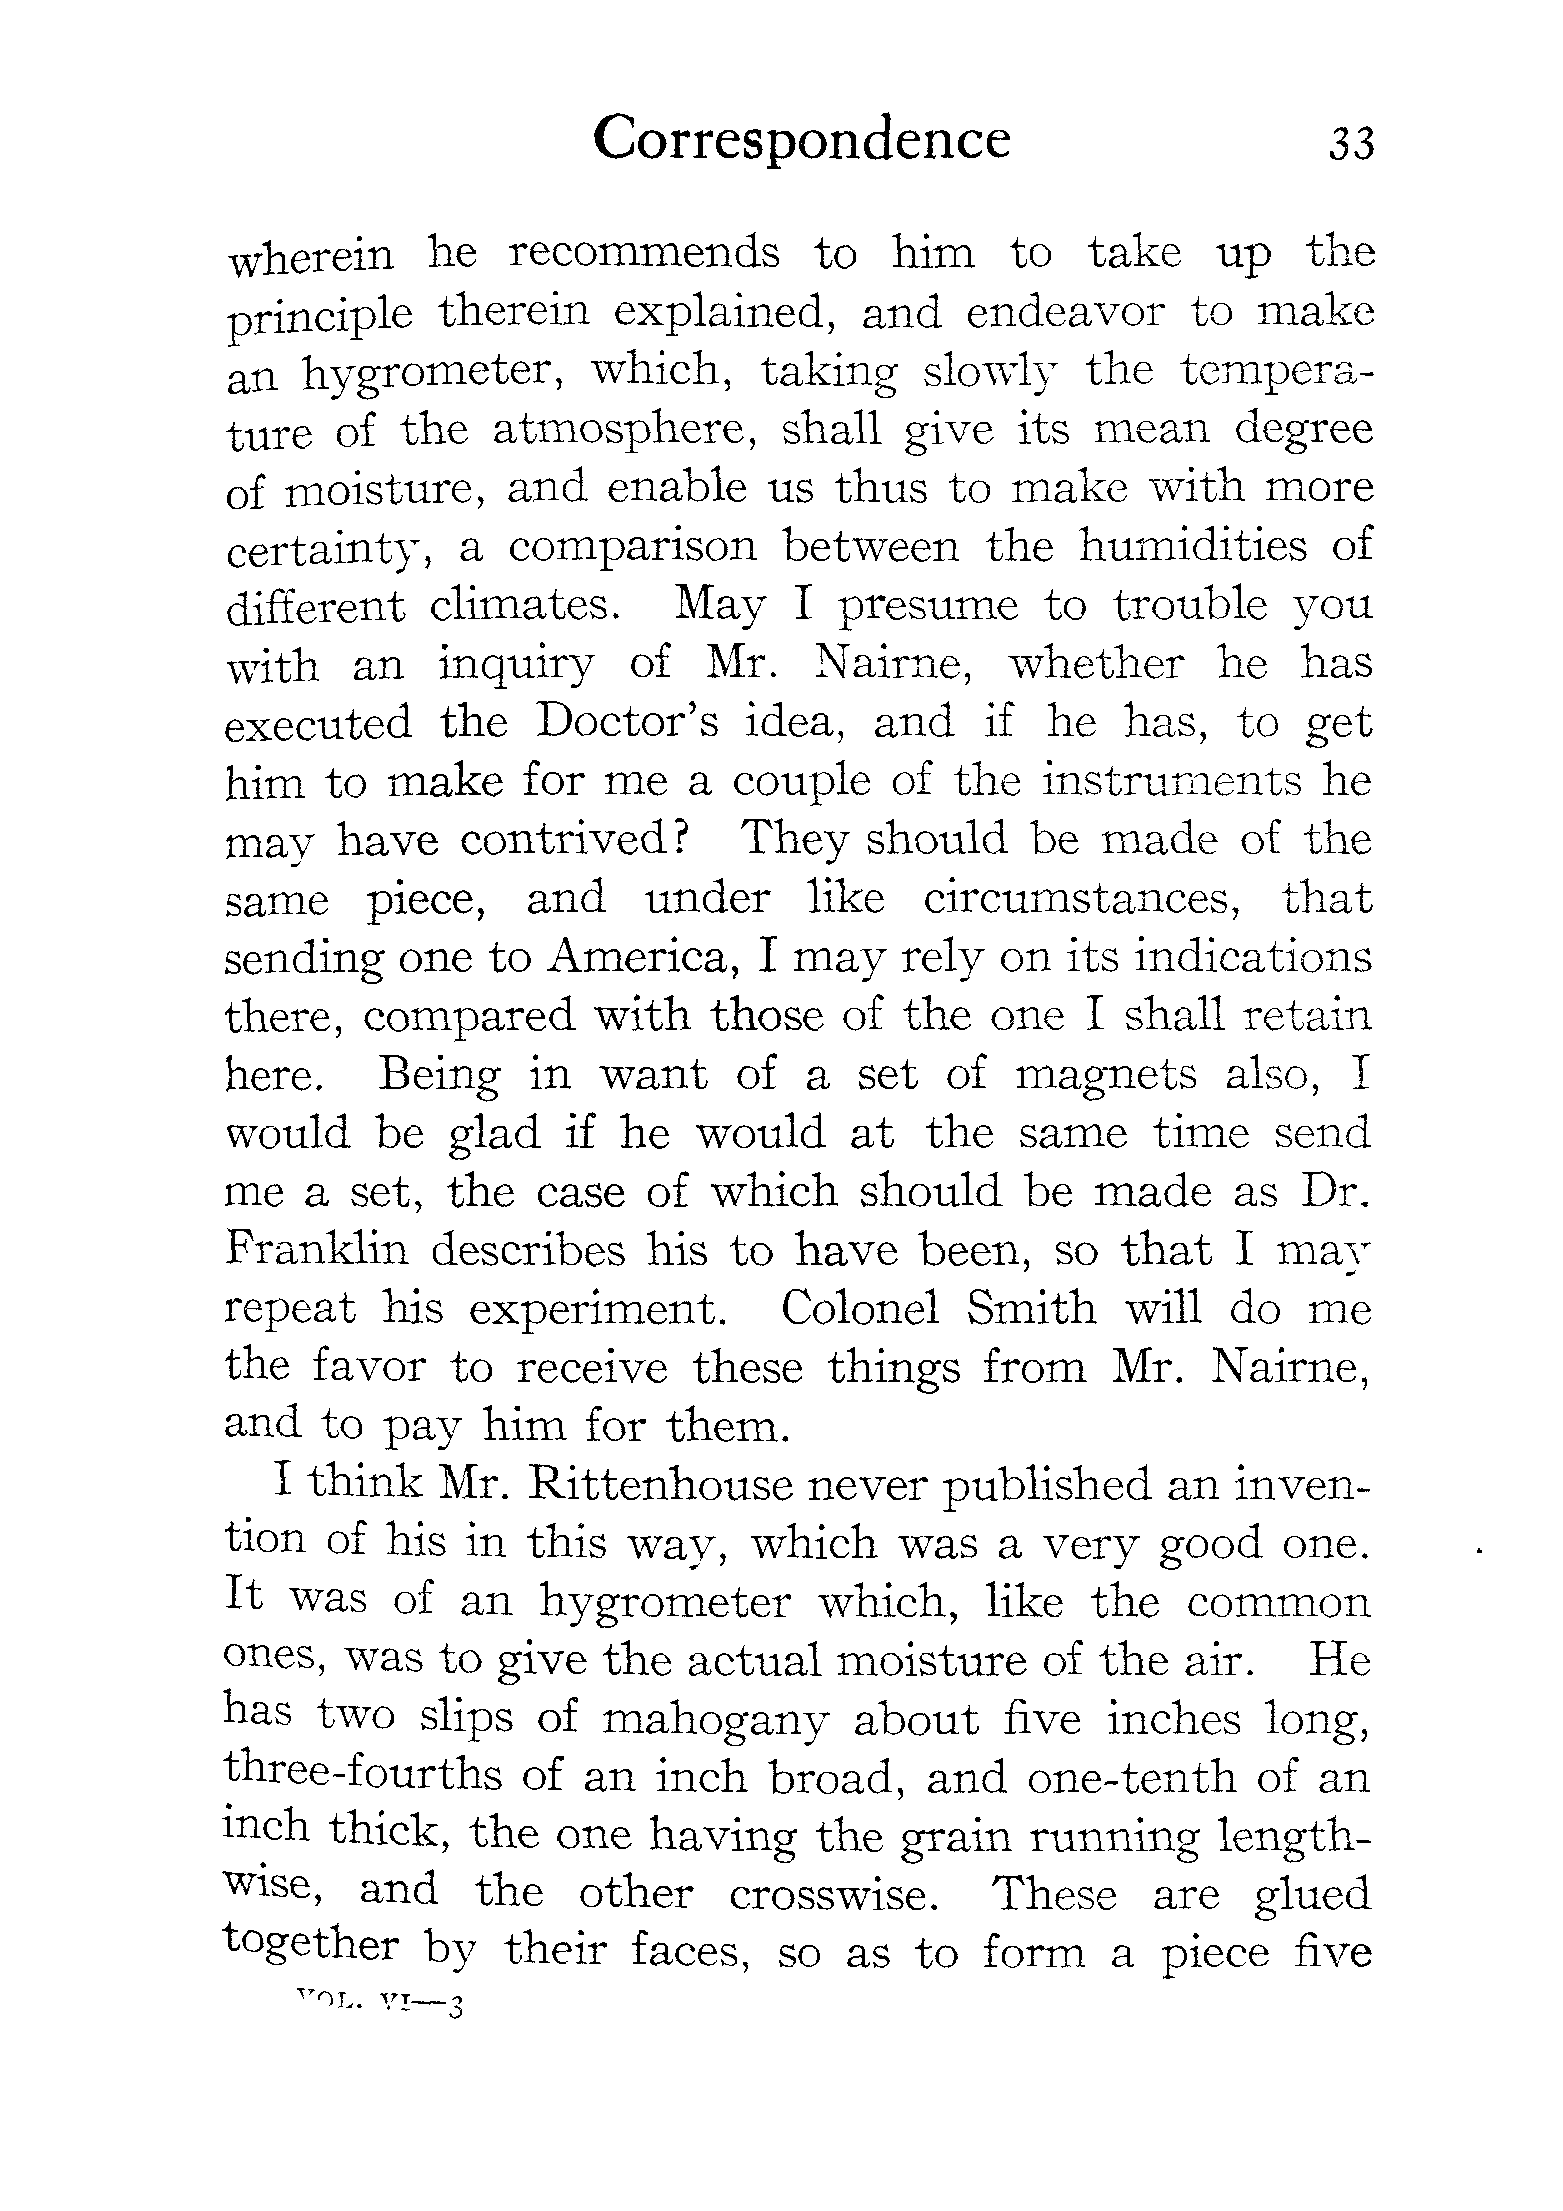 Correspondence 33
wherein he recommends to him to take up the
principle therein explained, and endeavor to make
an hygrometer, which, taking slowly the tempera-
ture of the atmosphere, shall give its mean degree
of moisture, and enable us thus to make with more
certainty, a comparison between the humidities of
different climates. May I presume to trouble you
with an inquiry of Mr. Nairne, whether he has
executed the Doctor's idea, and if he has, to get
him to make for me a couple of the instruments he
may have contrived? They should be made of the
same piece, and under like circumstances, that
sending one to America, I may rely on its indications
there, compared with those of the one I shall retain
here. Being in want of a set of magnets also, I
would be glad if he would at the same time send
me a set, the case of which should be made as Dr.
Franklin describes his to have been, so that I may
repeat his experiment. Colonel Smith will do me
the favor to receive these things from Mr. Nairne,
and to pay him for them.
I think Mr. Rittenhouse never published an inven-
tion of his in this way, which was a very good one.
It was of an hygrometer which, like the common
ones, was to give the actual moisture of the air. He
has two slips of mahogany about five inches long,
three-fourths of an inch broad, and one-tenth of an
inch thick, the one having the grain running length-
wise, and the other crosswise. These are glued
together by their faces, so as to form a piece five
VOL. VI—3